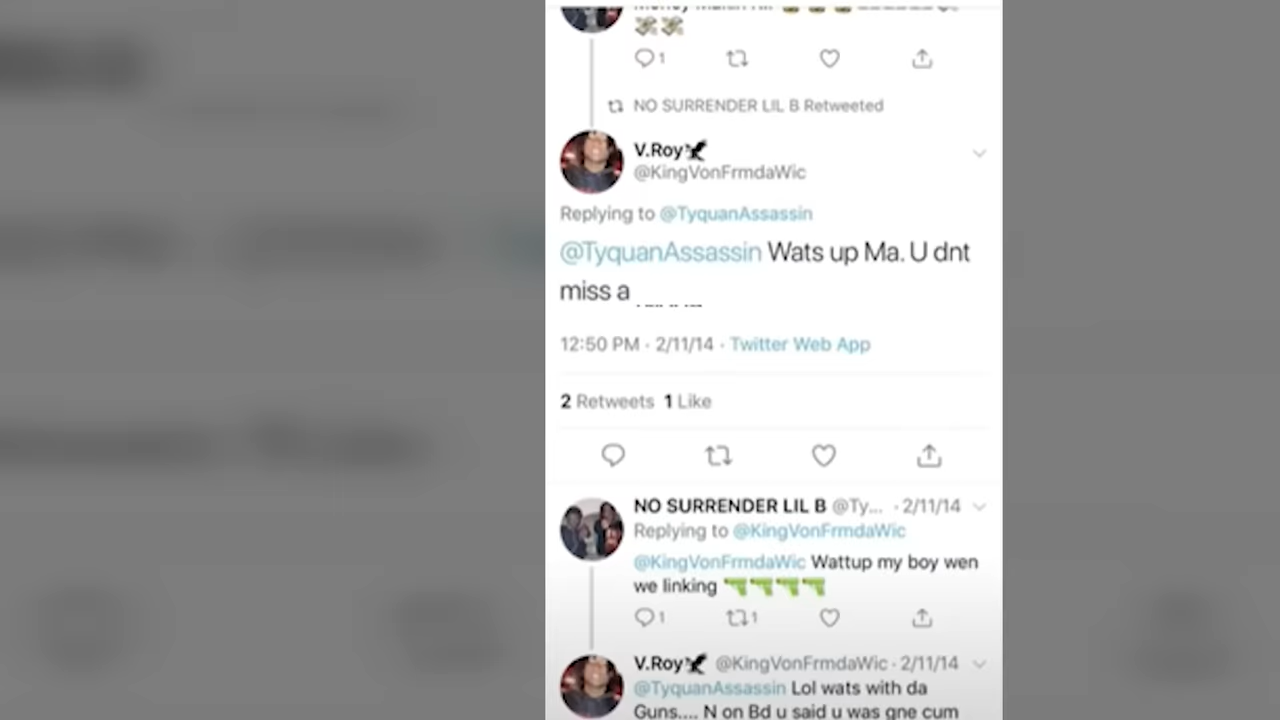 1
NO SURRENDER LIL B Retweeted
V.Roy
@KingVonFrmdaWic
Replying to @TyquanAssassin
@TyquanAssassin Wats up Ma. U dnt
miss a
12:50 PM · 2/11/14 · Twitter Web App
2 Retweets 1 Like
NO SURRENDER LIL B @Ty... · 2/11/14
Replying to @KingVonFrmdaWic
@KingVonFrmdaWic Wattup my boy wen
we linking 🔫🔫🔫🔫
1 1
V.Roy @KingVonFrmdaWic · 2/11/14
@TyquanAssassin Lol wats with da
Guns.... N on Bd u said u was gne cum